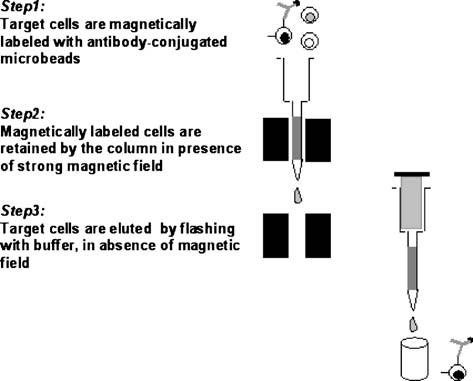 Step1:
Target cells are magnetically
labeled with antibody-conjugated
microbeads
Step2:
Magnetically labeled cells are
retained by the column in presence
of strong magnetic field
Step3:
Target cells are eluted by flashing
with buffer, in absence of magnetic
field